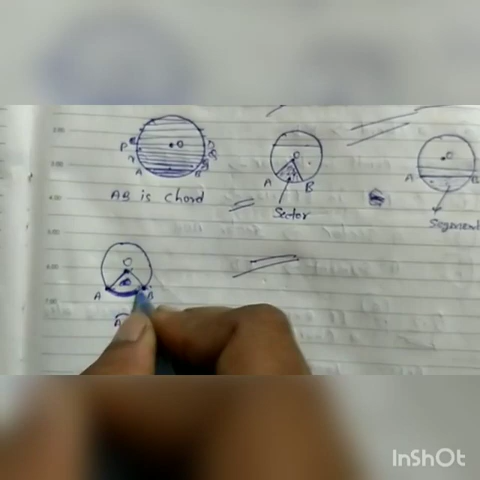 P O
A B
AB is chord
O
A B
Sector
O
A B
Segment
O
A
A
InShOt